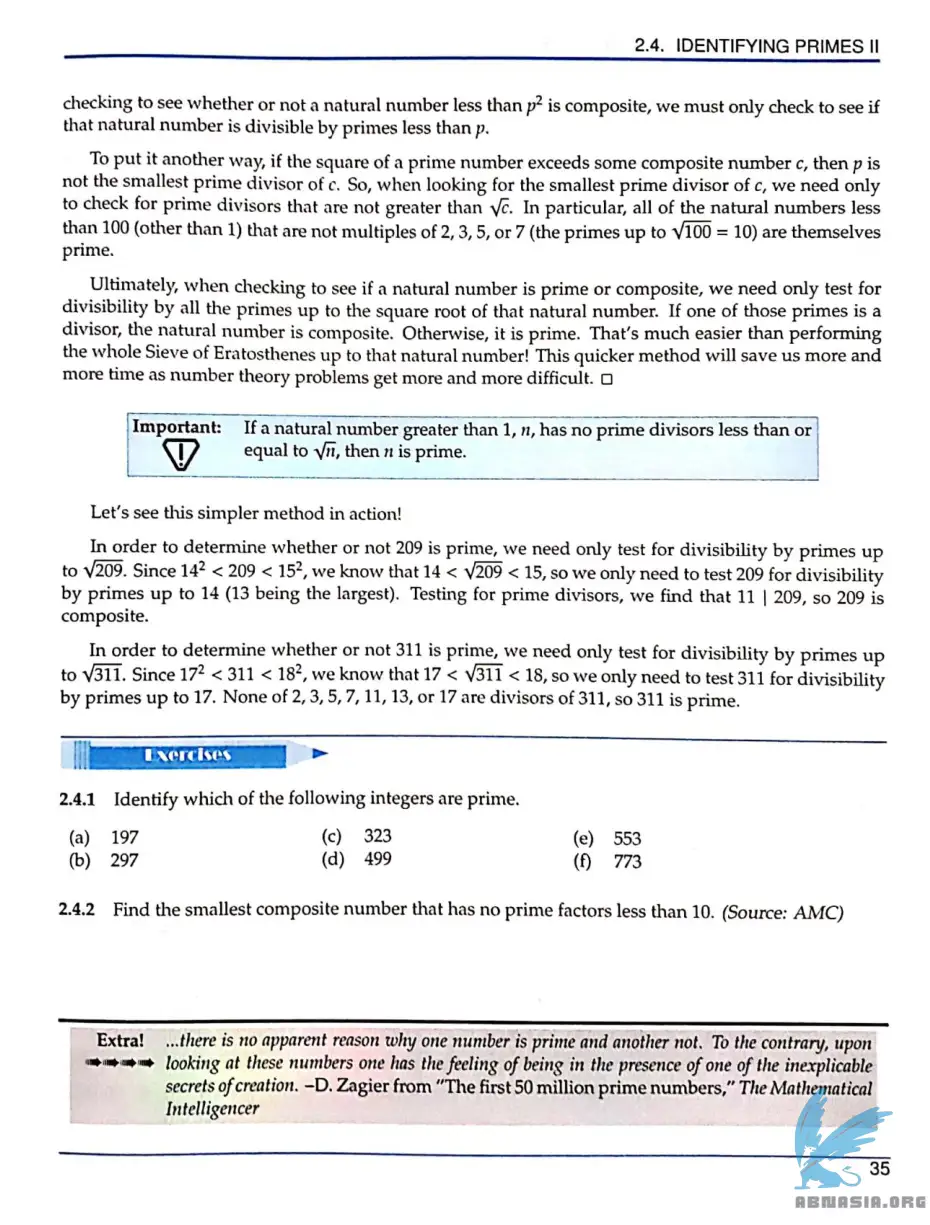 2.4. IDENTIFYING PRIMES II
checking to see whether or not a natural number less than p² is composite, we must only check to see if
that natural number is divisible by primes less than p.
To put it another way, if the square of a prime number exceeds some composite number c, then p is
not the smallest prime divisor of c. So, when looking for the smallest prime divisor of c, we need only
to check for prime divisors that are not greater than √c. In particular, all of the natural numbers less
than 100 (other than 1) that are not multiples of 2, 3, 5, or 7 (the primes up to √100 = 10) are themselves
prime.
Ultimately, when checking to see if a natural number is prime or composite, we need only test for
divisibility by all the primes up to the square root of that natural number. If one of those primes is a
divisor, the natural number is composite. Otherwise, it is prime. That's much easier than performing
the whole Sieve of Eratosthenes up to that natural number! This quicker method will save us more and
more time as number theory problems get more and more difficult. □
Important: If a natural number greater than 1, n, has no prime divisors less than or
equal to √n, then n is prime.
Let's see this simpler method in action!
In order to determine whether or not 209 is prime, we need only test for divisibility by primes up
to √209. Since 14² < 209 < 15², we know that 14 < √209 < 15, so we only need to test 209 for divisibility
by primes up to 14 (13 being the largest). Testing for prime divisors, we find that 11 | 209, so 209 is
composite.
In order to determine whether or not 311 is prime, we need only test for divisibility by primes up
to √311. Since 17² < 311 < 18², we know that 17 < √311 < 18, so we only need to test 311 for divisibility
by primes up to 17. None of 2, 3, 5, 7, 11, 13, or 17 are divisors of 311, so 311 is prime.
Exercises
2.4.1 Identify which of the following integers are prime.
(a) 197 (c) 323 (e) 553
(b) 297 (d) 499 (f) 773
2.4.2 Find the smallest composite number that has no prime factors less than 10. (Source: AMC)
Extra! ...there is no apparent reason why one number is prime and another not. To the contrary, upon
looking at these numbers one has the feeling of being in the presence of one of the inexplicable
secrets of creation. –D. Zagier from "The first 50 million prime numbers," The Mathematical
Intelligencer
35
ABNASIA.ORG